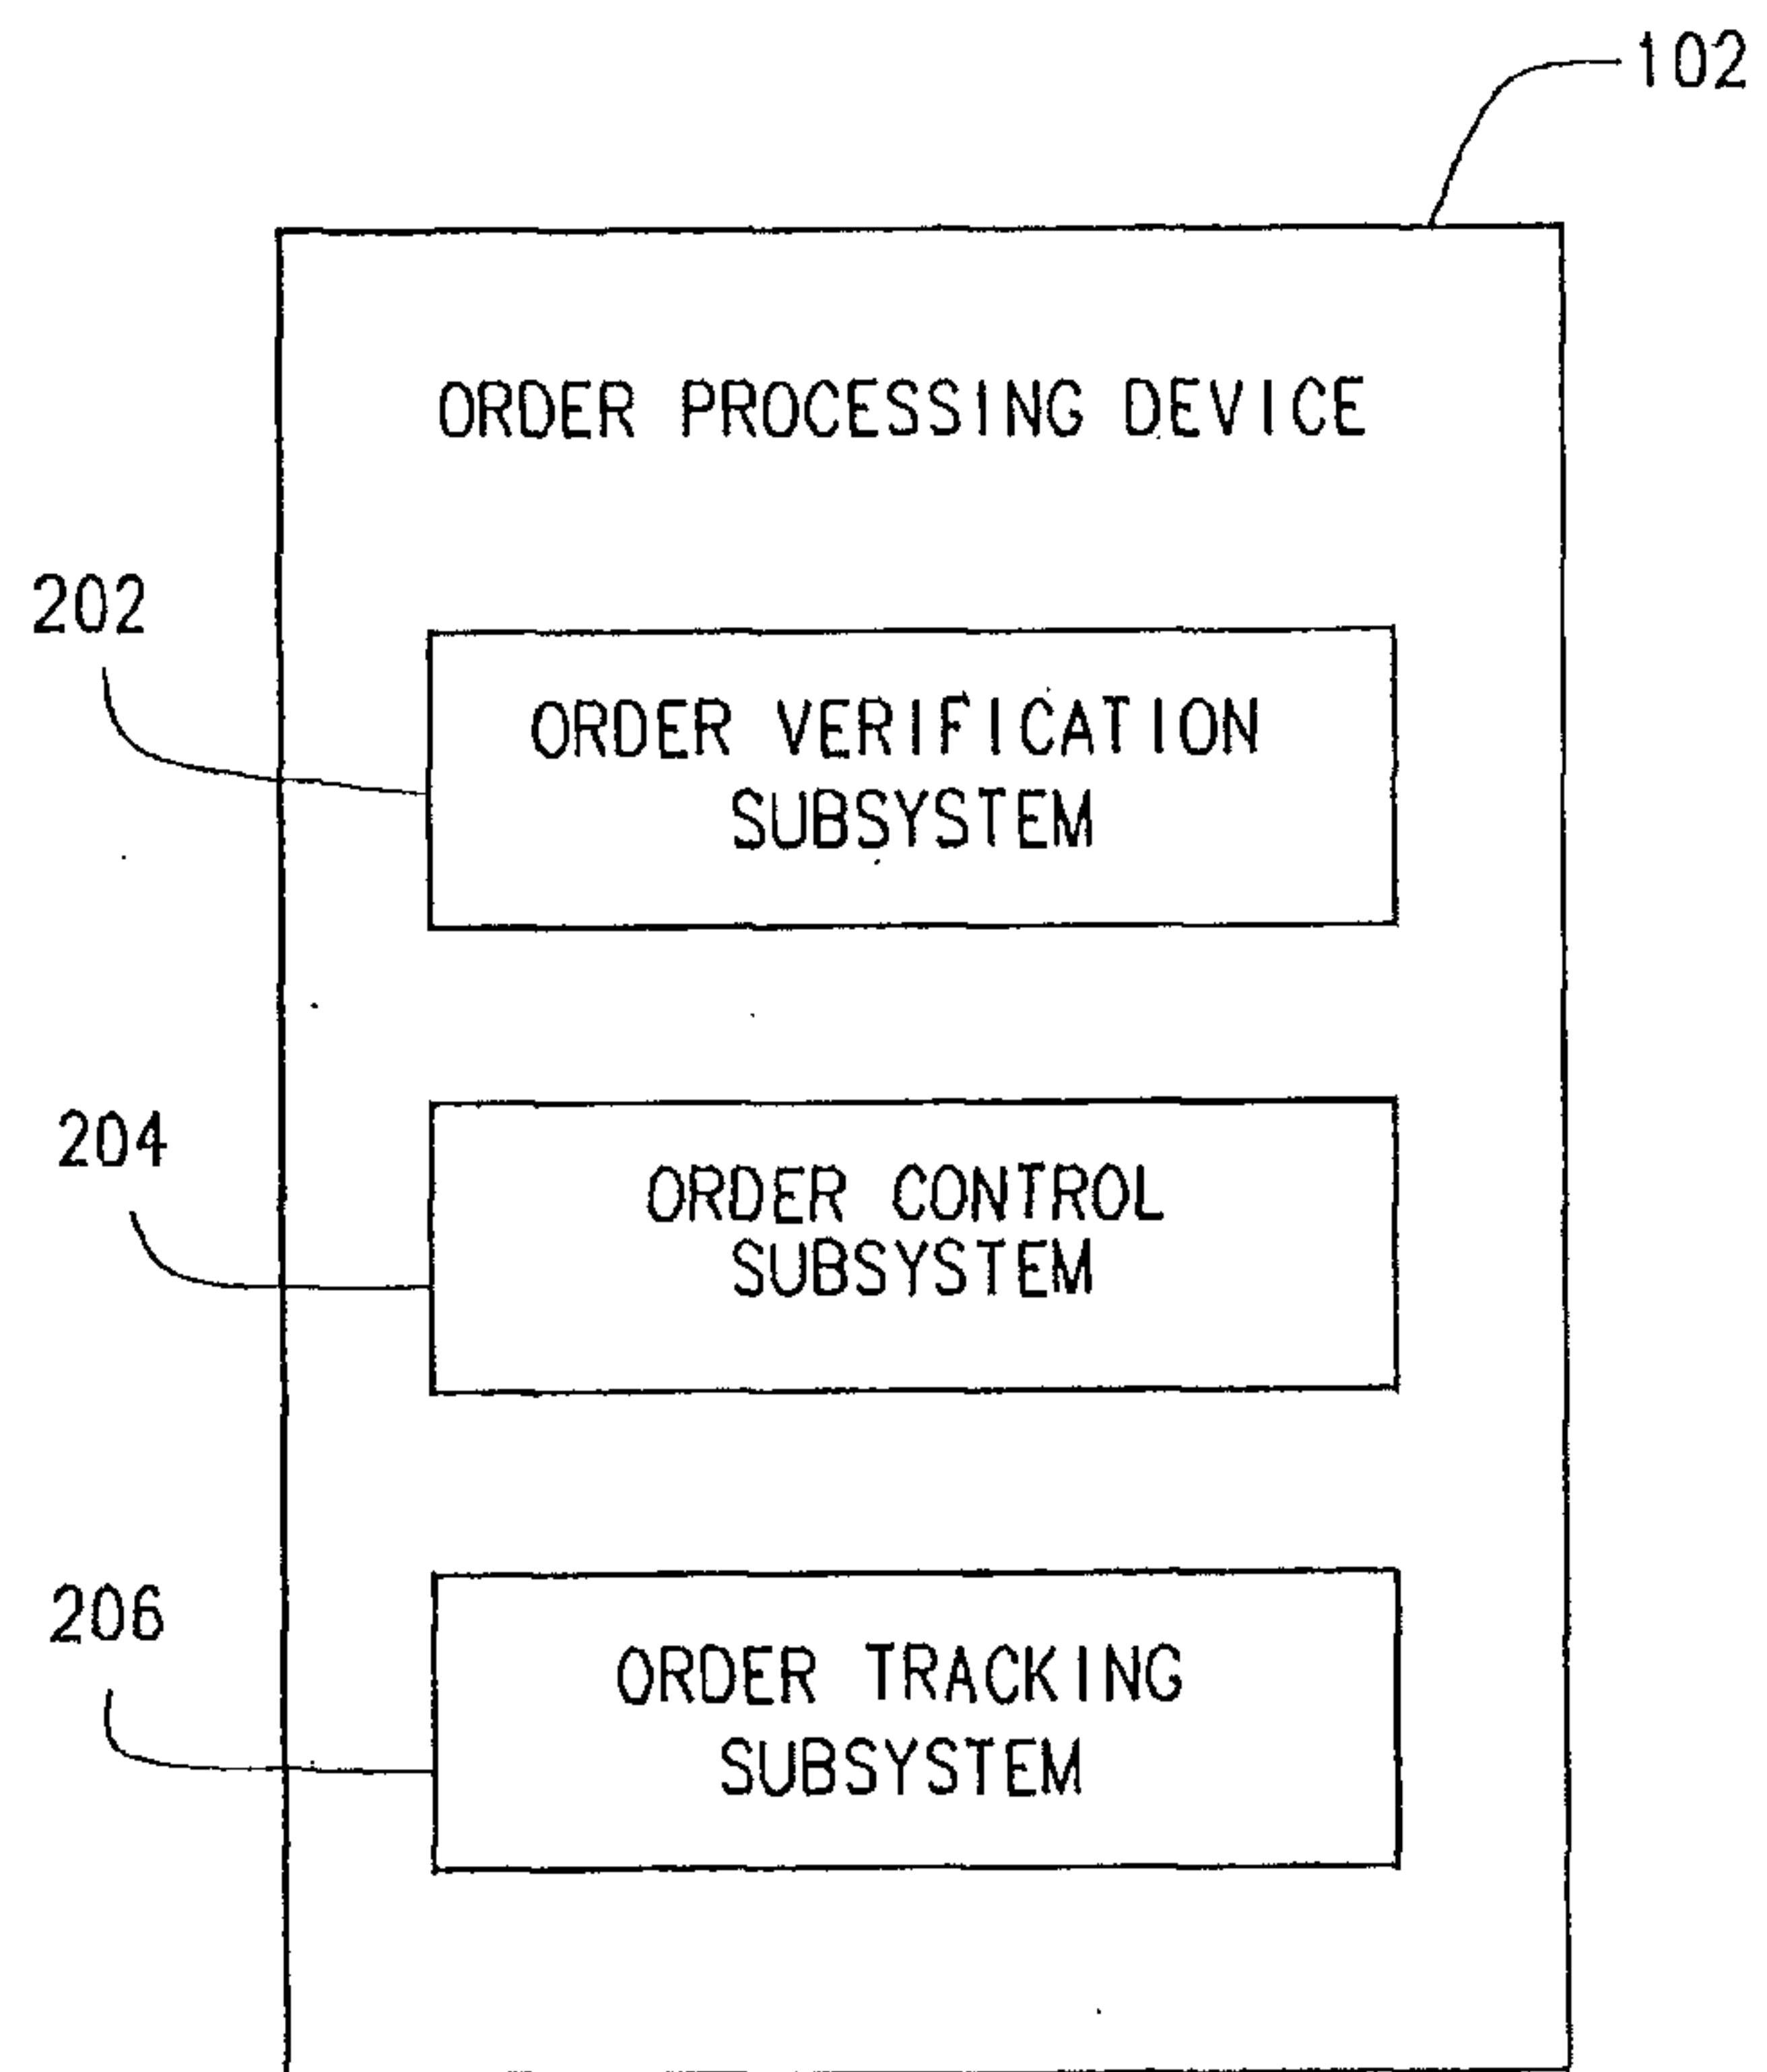 102
ORDER PROCESSING DEVICE
202
ORDER VERIFICATION
SUBSYSTEM
204
ORDER CONTROL
SUBSYSTEM
206
ORDER TRACKING
SUBSYSTEM